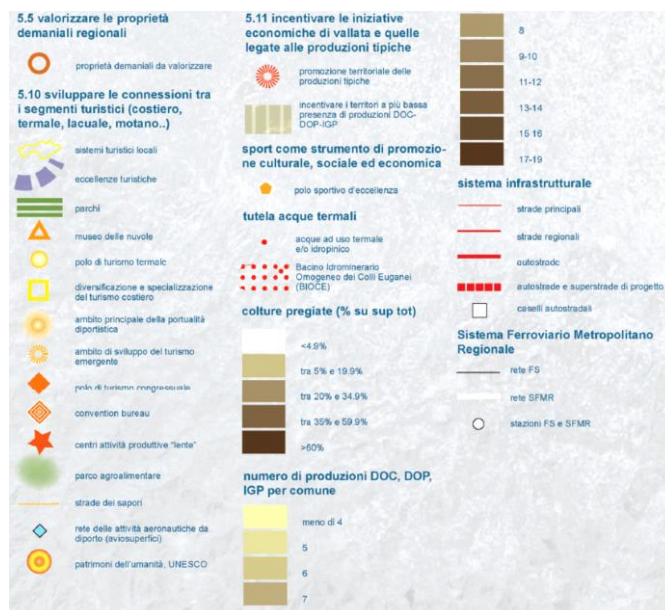 5.5 valorizzare le proprietà
demaniali regionali
proprietà demaniali da valorizzare
5.10 sviluppare le connessioni tra
i segmenti turistici (costiero,
termale, lacuale, motano..)
sistemi turistici locali
eccellenze turistiche
parchi
museo delle nuvole
polo di turismo termale
diversificazione e specializzazione
del turismo costiero
ambito principale della portualità
diportistica
ambito di sviluppo del turismo
emergente
polo di turismo congressuale
convention bureau
centri attività produttive "lente"
parco agroalimentare
strade dei sapori
rete delle attività aeronautiche da
diporto (aviosuperfici)
patrimoni dell'umanità, UNESCO
5.11 incentivare le iniziative
economiche di vallata e quelle
legate alle produzioni tipiche
promozione territoriale delle
produzioni tipiche
incentivare i territori a più bassa
presenza di produzioni DOC-
DOP-IGP
sport come strumento di promozio-
ne culturale, sociale ed economica
polo sportivo d'eccellenza
tutela acque termali
acque ad uso termale
e/o idropinico
Bacino Idrominerario
Omogeneo dei Colli Euganei
(BIOCE)
colture pregiate (% su sup tot)
<4.9%
tra 5% e 19.9%
tra 20% e 34.9%
tra 35% e 59.9%
>60%
numero di produzioni DOC, DOP,
IGP per comune
meno di 4
5
6
7
8
9-10
11-12
13-14
15 16
17-19
sistema infrastrutturale
strade principali
strade regionali
autostrade
autostrade e superstrade di progetto
caselli autostradali
Sistema Ferroviario Metropolitano
Regionale
rete FS
rete SFMR
stazioni FS e SFMR